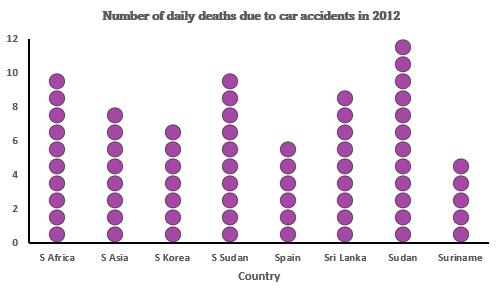 Number of daily deaths due to car accidents in 2012
12
10
8
6
4
2
0
S Africa S Asia S Korea S Sudan Spain Sri Lanka Sudan Suriname
Country